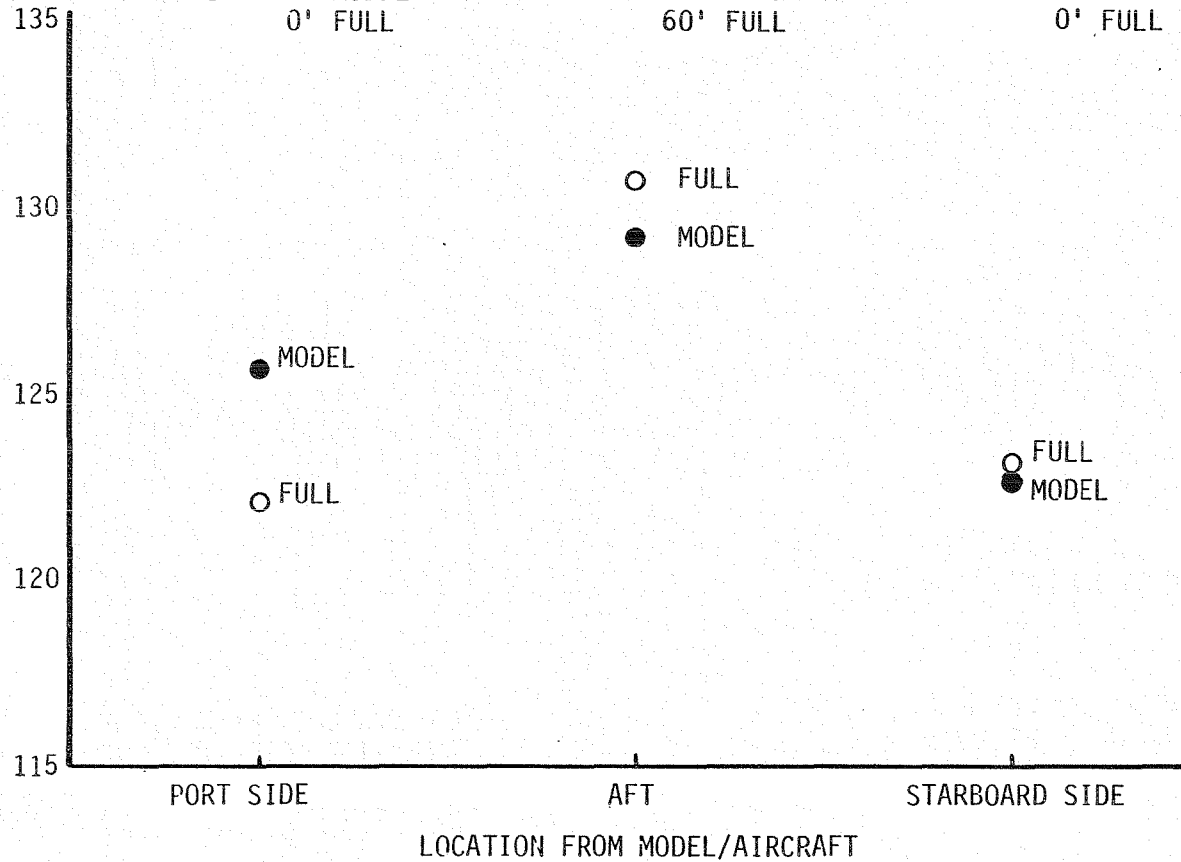 135
0' FULL 60' FULL 0' FULL
FULL
130
MODEL
MODEL
125
FULL
MODEL
FULL
120
115
PORT SIDE AFT STARBOARD SIDE
LOCATION FROM MODEL/AIRCRAFT